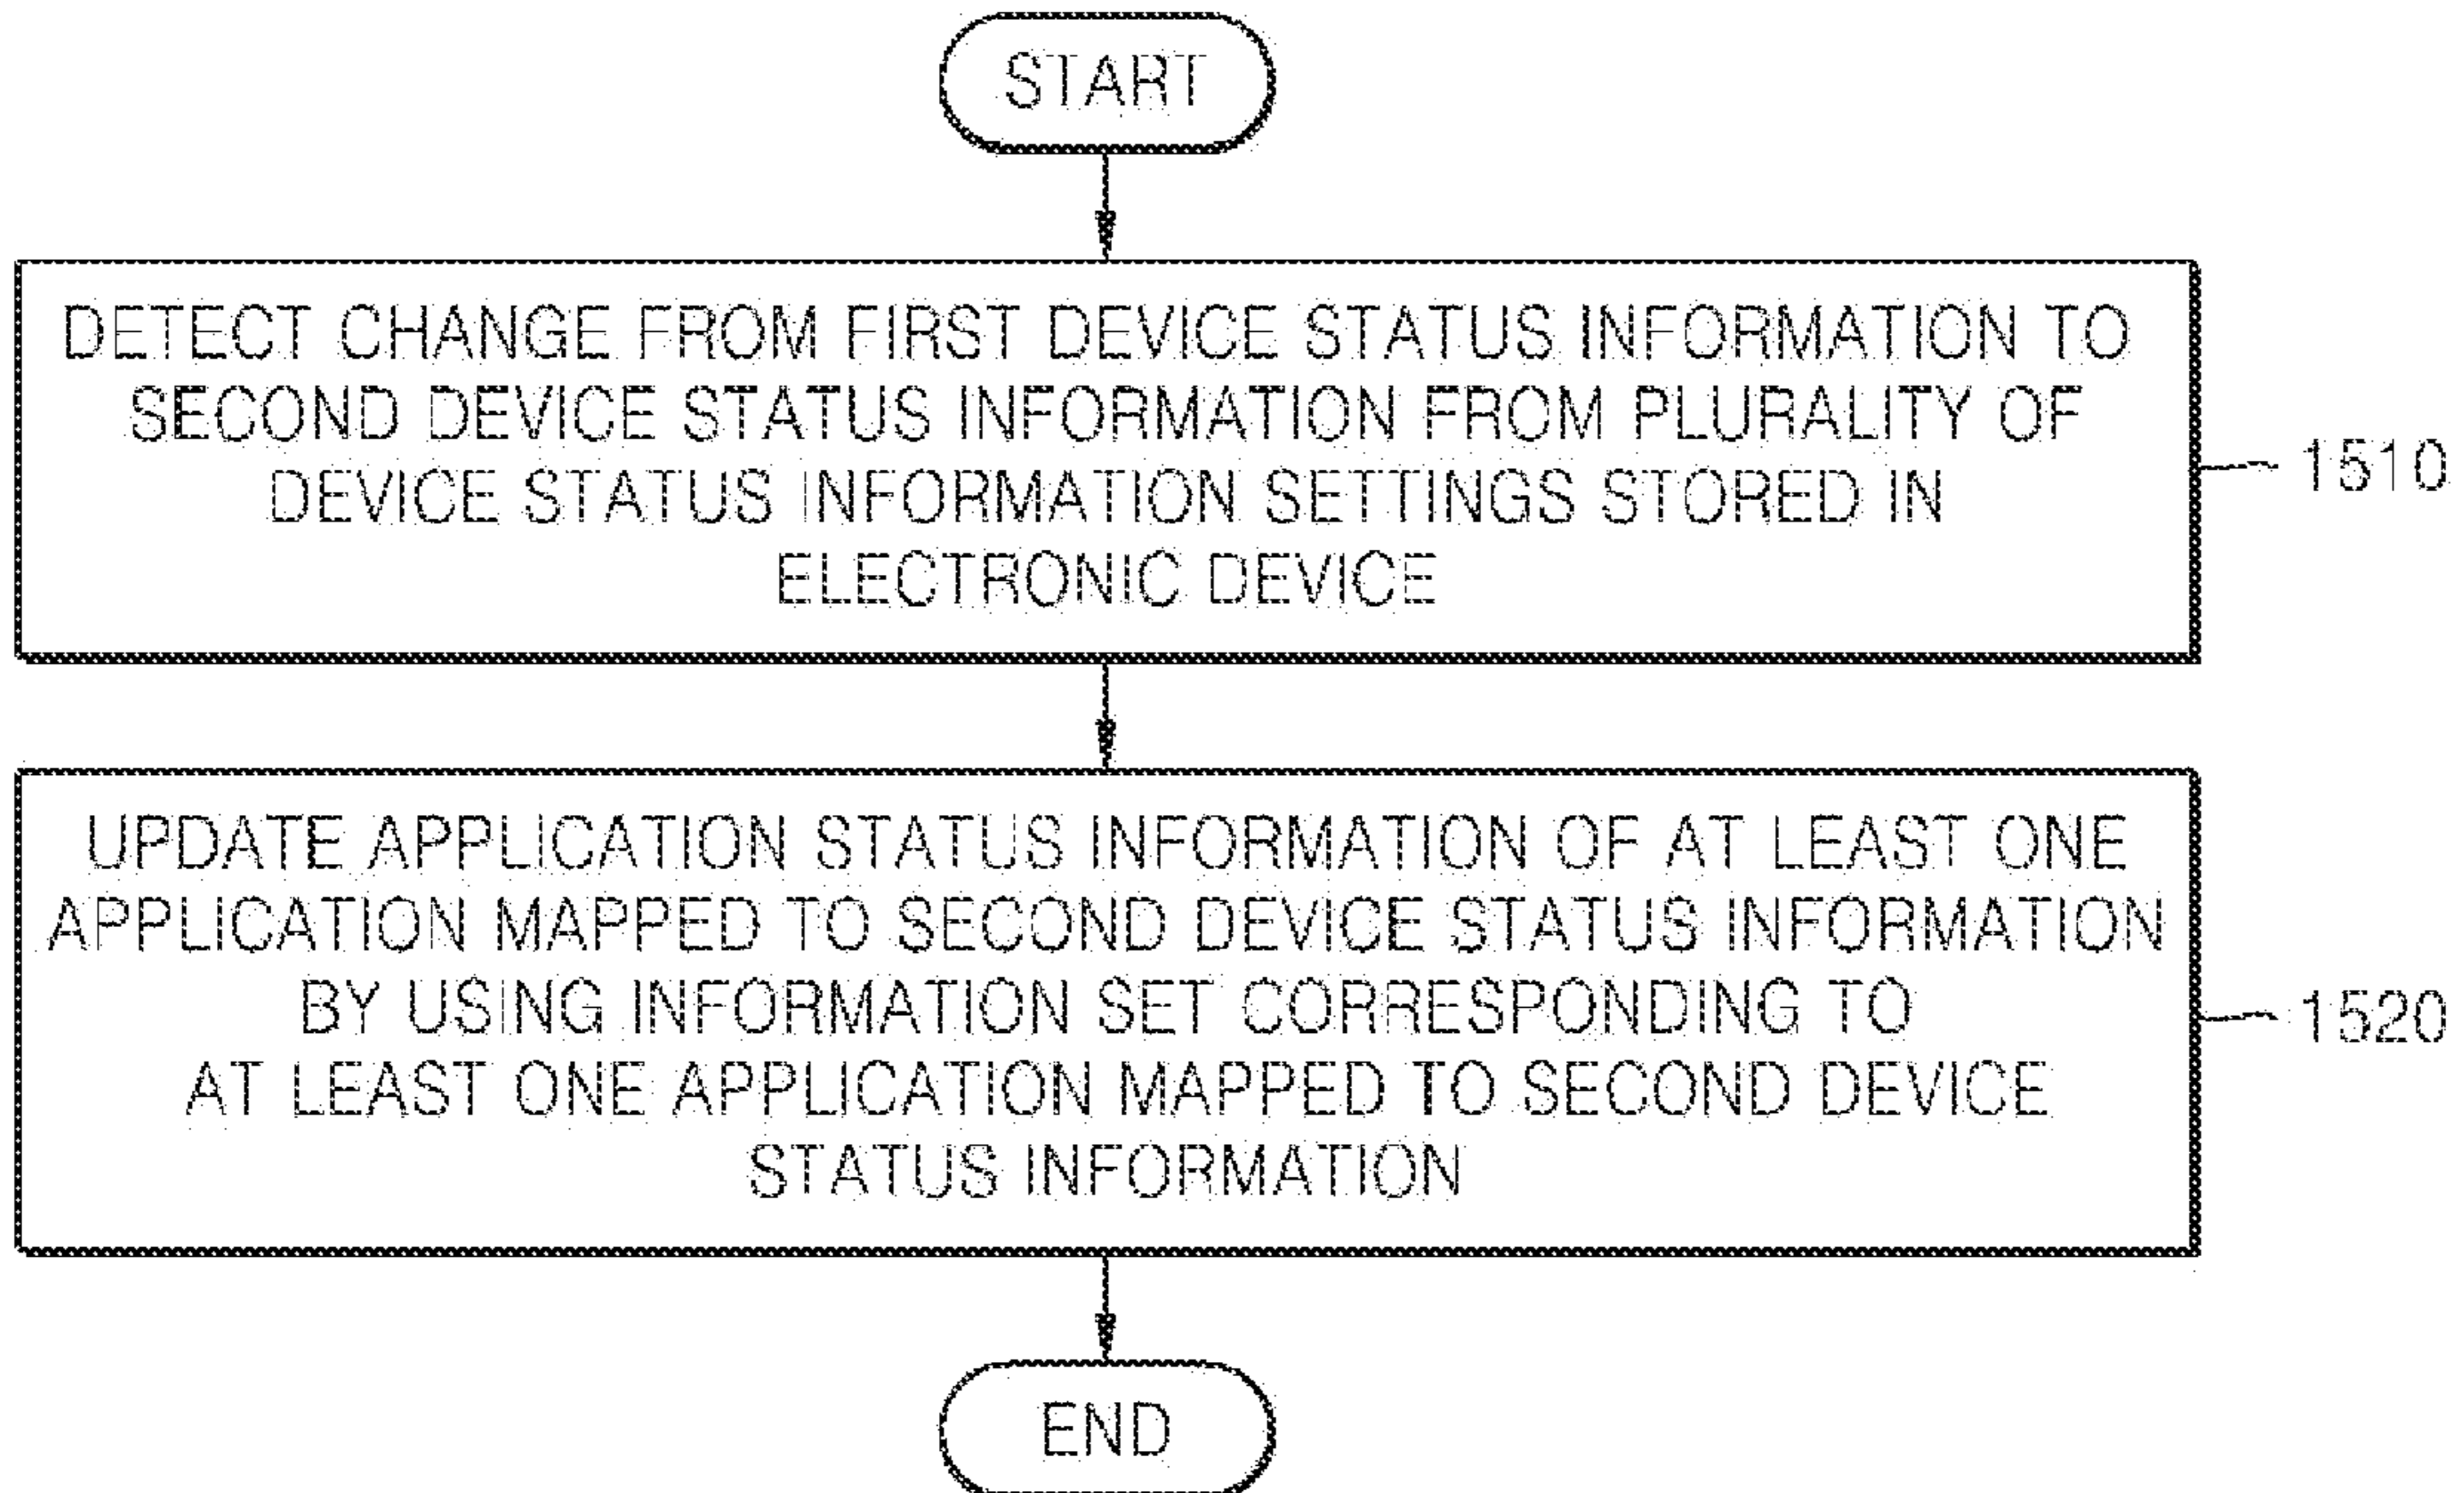 START
DETECT CHANGE FROM FIRST DEVICE STATUS INFORMATION TO
SECOND DEVICE STATUS INFORMATION FROM PLURALITY OF
DEVICE STATUS INFORMATION SETTINGS STORED IN
ELECTRONIC DEVICE
1510
UPDATE APPLICATION STATUS INFORMATION OF AT LEAST ONE
APPLICATION MAPPED TO SECOND DEVICE STATUS INFORMATION
BY USING INFORMATION SET CORRESPONDING TO
AT LEAST ONE APPLICATION MAPPED TO SECOND DEVICE
STATUS INFORMATION
1520
END